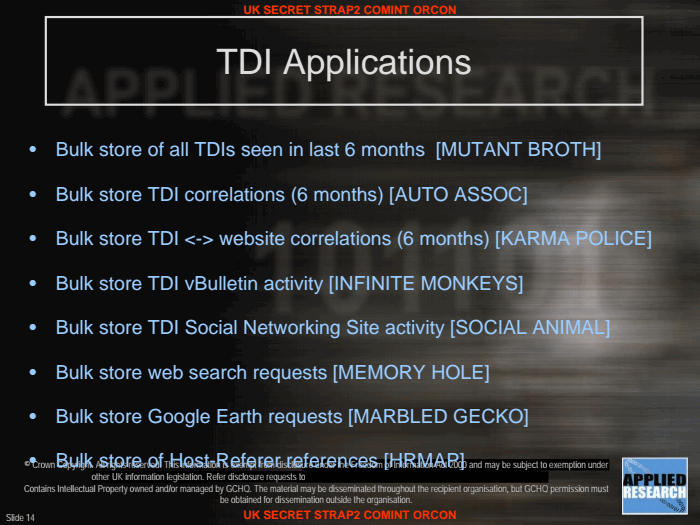 UK SECRET STRAP2 COMINT ORCON
TDI Applications
APPLIED RESEARCH
• Bulk store of all TDIs seen in last 6 months [MUTANT BROTH]
• Bulk store TDI correlations (6 months) [AUTO ASSOC]
• Bulk store TDI <-> website correlations (6 months) [KARMA POLICE]
• Bulk store TDI vBulletin activity [INFINITE MONKEYS]
• Bulk store TDI Social Networking Site activity [SOCIAL ANIMAL]
• Bulk store web search requests [MEMORY HOLE]
• Bulk store Google Earth requests [MARBLED GECKO]
• Bulk store of Host-Referer references [HRMAP]
© Crown Copyright. All rights reserved. This information is exempt from disclosure under the Freedom of Information Act 2000 and may be subject to exemption under
other UK information legislation. Refer disclosure requests to
Contains Intellectual Property owned and/or managed by GCHQ. The material may be disseminated throughout the recipient organisation, but GCHQ permission must
be obtained for dissemination outside the organisation.
APPLIED
RESEARCH
Slide 14
UK SECRET STRAP2 COMINT ORCON